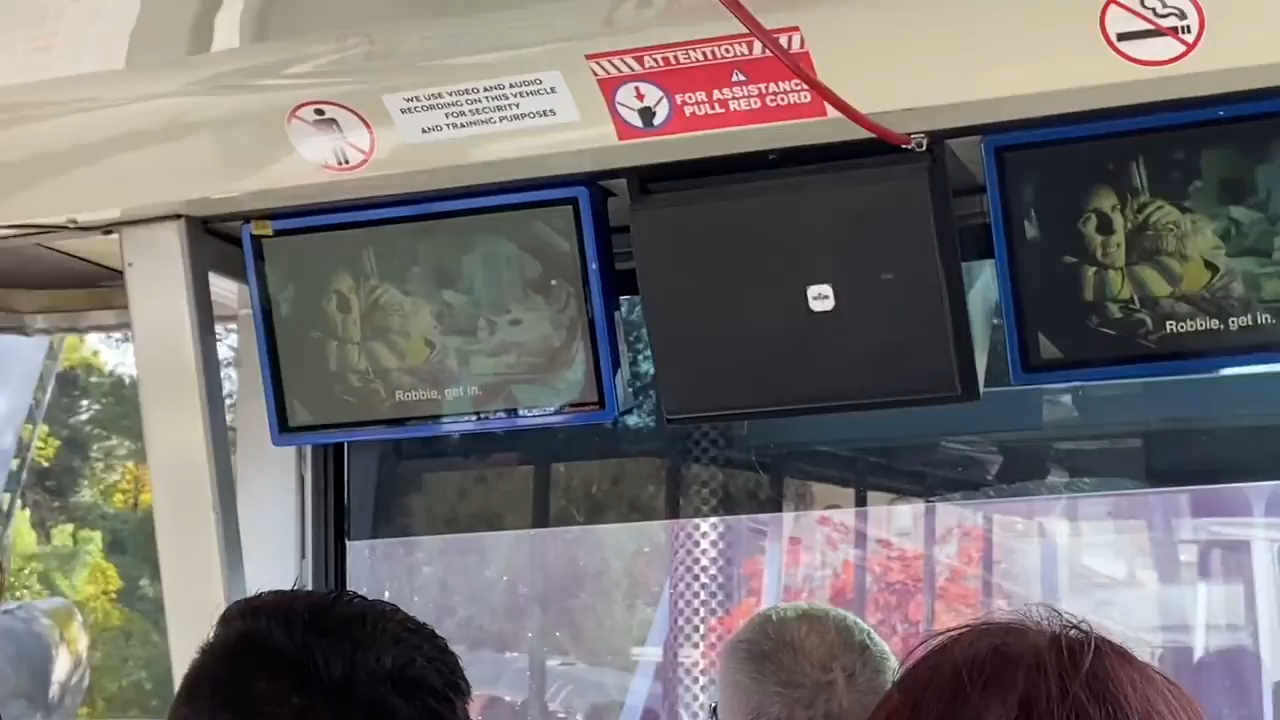 WE USE VIDEO AND AUDIO
RECORDING ON THIS VEHICLE
FOR SECURITY
AND TRAINING PURPOSES
ATTENTION
FOR ASSISTANCE
PULL RED CORD
Robbie, get in.
Robbie, get in.